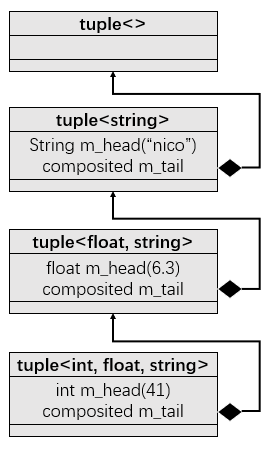 tuple<>
tuple<string>
String m_head(“nico”)
composited m_tail
tuple<float, string>
float m_head(6.3)
composited m_tail
tuple<int, float, string>
int m_head(41)
composited m_tail